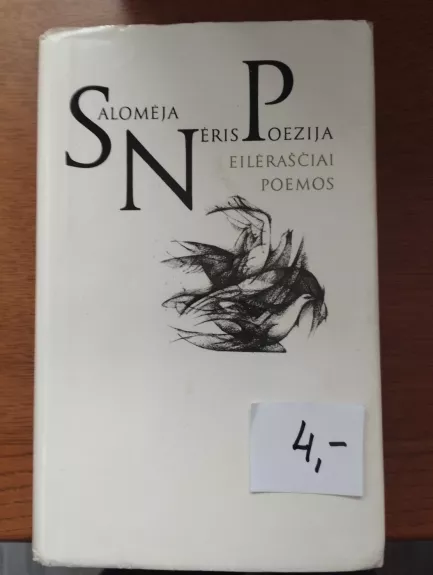 Salomėja
Nėris Poezija
eilėraščiai
poemos
4,-